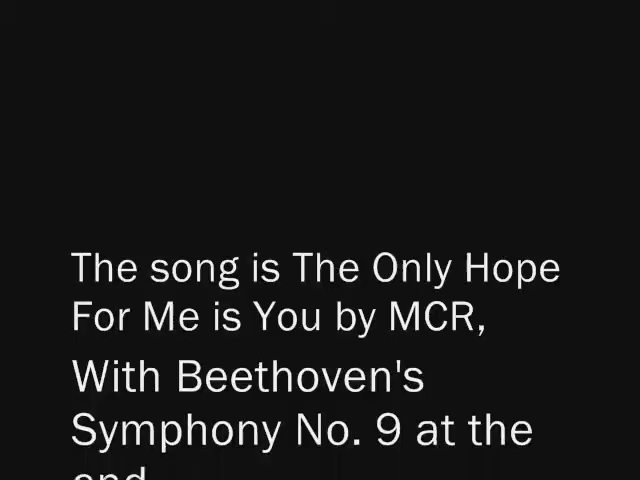 The song is The Only Hope
For Me is You by MCR,
With Beethoven's
Symphony No. 9 at the
end